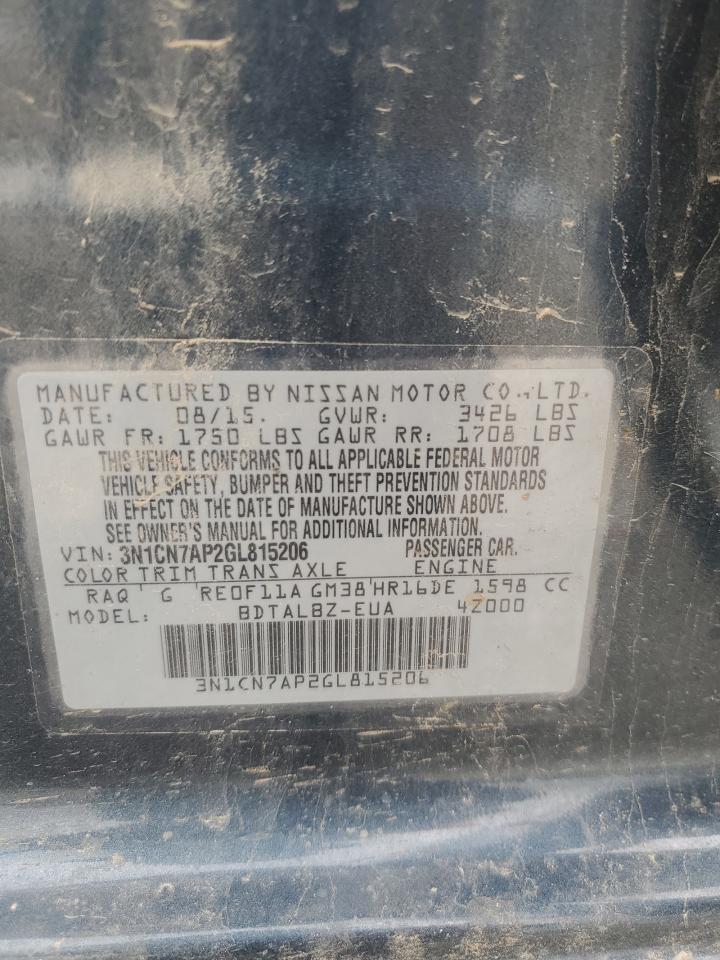 MANUFACTURED BY NISSAN MOTOR CO., LTD.
DATE: 08/15. GVWR: 3426 LBS
GAWR FR: 1750 LBS GAWR RR: 1708 LBS
THIS VEHICLE CONFORMS TO ALL APPLICABLE FEDERAL MOTOR
VEHICLE SAFETY, BUMPER AND THEFT PREVENTION STANDARDS
IN EFFECT ON THE DATE OF MANUFACTURE SHOWN ABOVE.
SEE OWNER'S MANUAL FOR ADDITIONAL INFORMATION.
VIN: 3N1CN7AP2GL815206 PASSENGER CAR.
COLOR TRIM TRANS AXLE ENGINE
RAQ G RE0F11A GM38 HR16DE 1598 CC
MODEL: BDTALBZ-EUA 4Z000
3N1CN7AP2GL815206